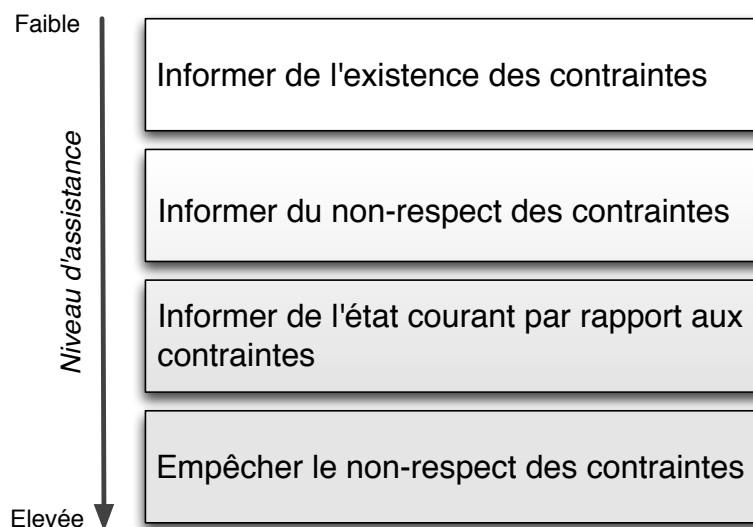 Faible
Informer de l'existence des contraintes
Informer du non-respect des contraintes
Niveau d'assistance
Informer de l'état courant par rapport aux
contraintes
Empêcher le non-respect des contraintes
Elevée